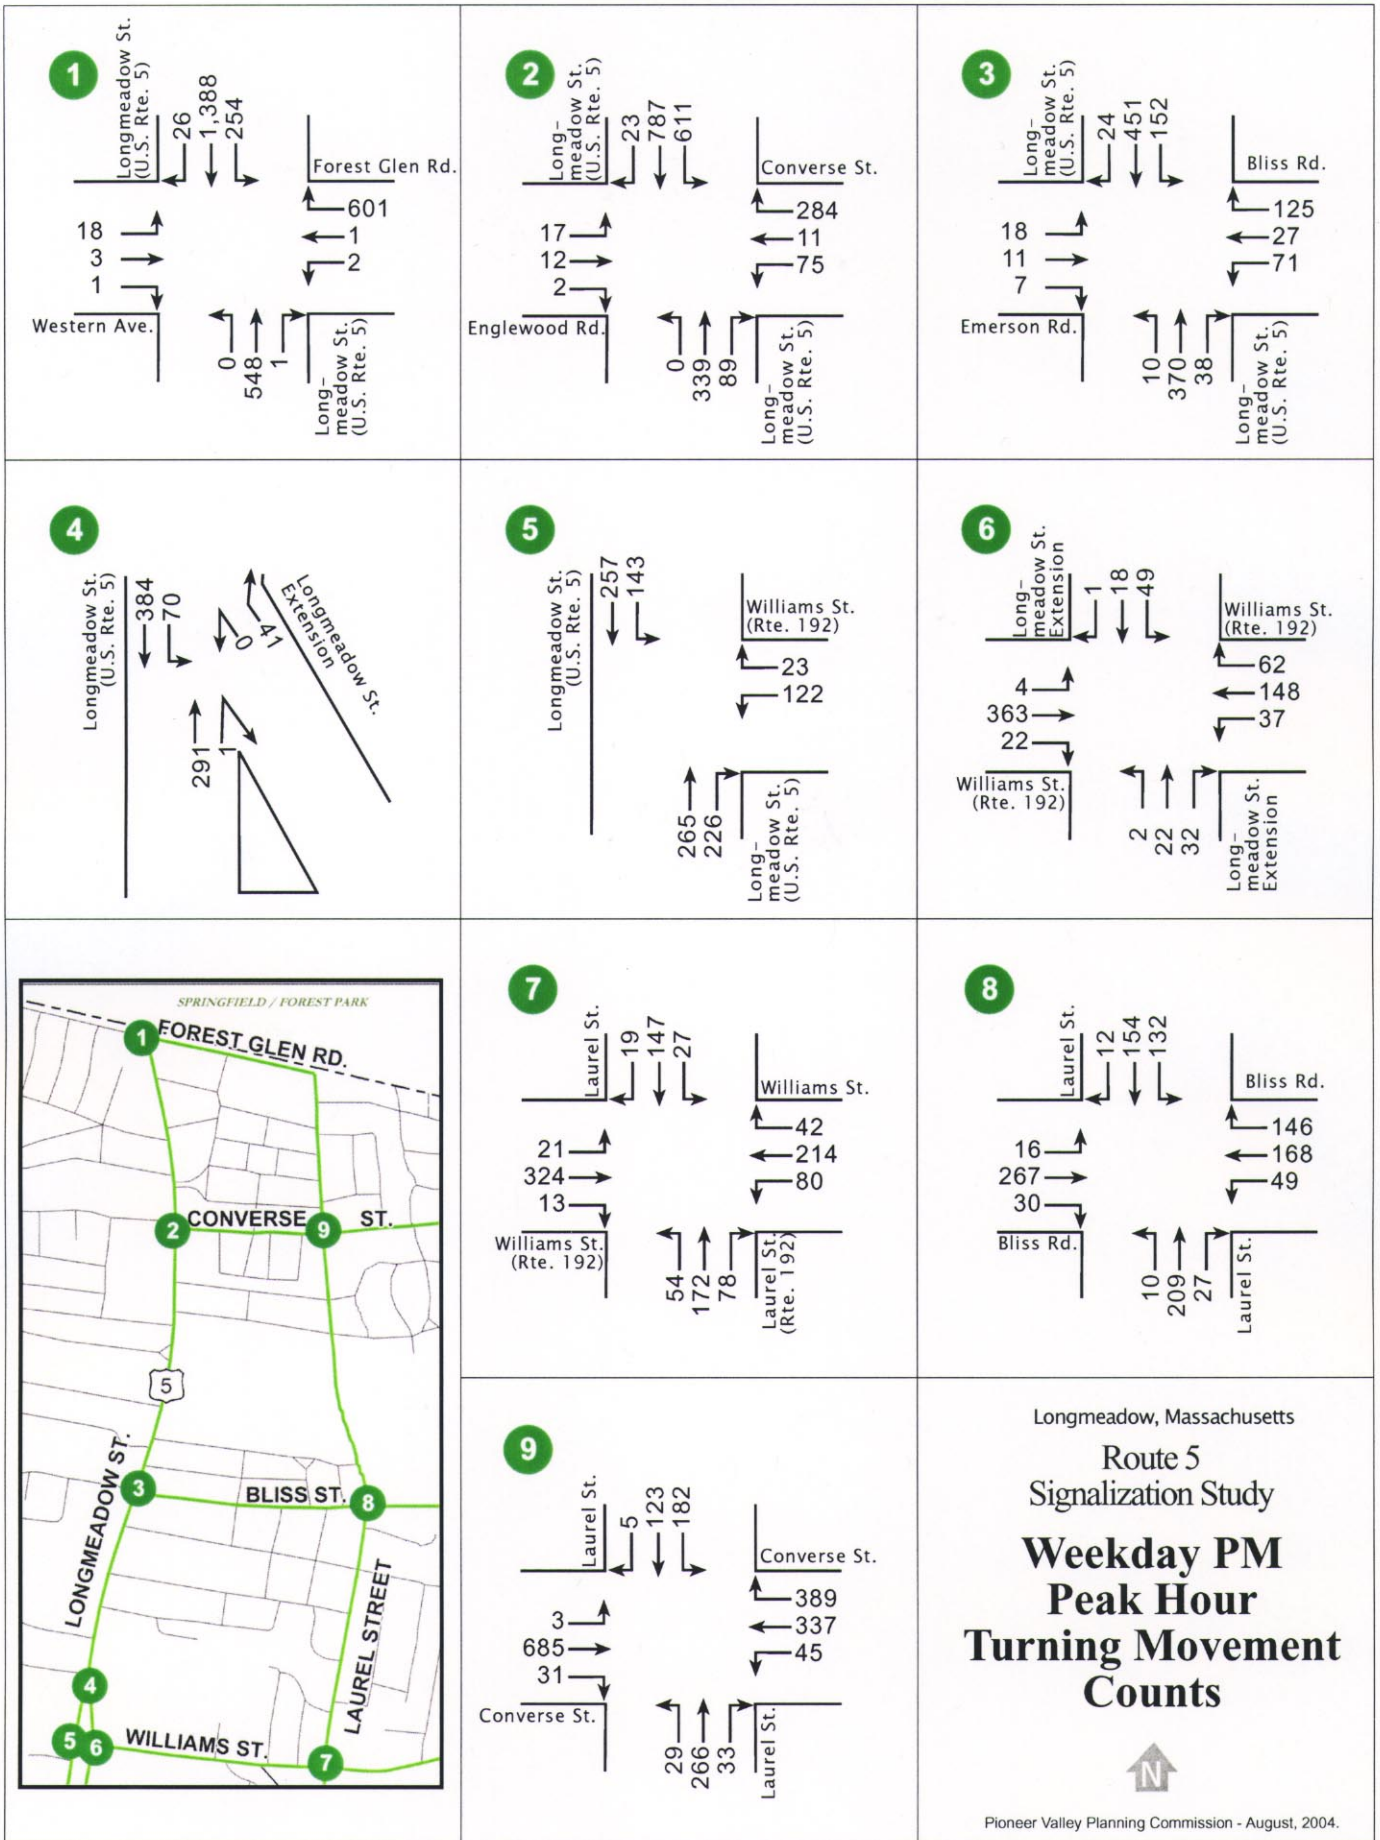 1
Longmeadow St.
(U.S. Rte. 5)
26
1,388
254
Forest Glen Rd.
601
1
2
18
3
1
Western Ave.
0
548
1
Long-
meadow St.
(U.S. Rte. 5)
2
Long-
meadow St.
(U.S. Rte. 5)
23
787
611
Converse St.
284
11
75
17
12
2
Englewood Rd.
0
339
89
Long-
meadow St.
(U.S. Rte. 5)
3
Long-
meadow St.
(U.S. Rte. 5)
24
451
152
Bliss Rd.
125
27
71
18
11
7
Emerson Rd.
10
370
38
Long-
meadow St.
(U.S. Rte. 5)
4
Longmeadow St.
(U.S. Rte. 5)
384
70
0
41
Longmeadow St.
Extension
291
1
5
Longmeadow St.
(U.S. Rte. 5)
257
143
Williams St.
(Rte. 192)
23
122
265
226
Long-
meadow St.
(U.S. Rte. 5)
6
Long-
meadow St.
Extension
1
18
49
Williams St.
(Rte. 192)
62
148
37
4
363
22
Williams St.
(Rte. 192)
2
22
32
Long-
meadow St.
Extension
SPRINGFIELD / FOREST PARK
1
FOREST GLEN RD.
2
CONVERSE
9
ST.
5
LONGMEADOW ST.
3
BLISS ST.
8
LAUREL STREET
4
5
6
WILLIAMS ST.
7
7
Laurel St.
19
147
27
Williams St.
42
214
80
21
324
13
Williams St.
(Rte. 192)
54
172
78
Laurel St.
(Rte. 192)
8
Laurel St.
12
154
132
Bliss Rd.
146
168
49
16
267
30
Bliss Rd.
10
209
27
Laurel St.
9
Laurel St.
5
123
182
Converse St.
389
337
45
3
685
31
Converse St.
29
266
33
Laurel St.
Longmeadow, Massachusetts
Route 5
Signalization Study
Weekday PM
Peak Hour
Turning Movement
Counts
N
Pioneer Valley Planning Commission - August, 2004.